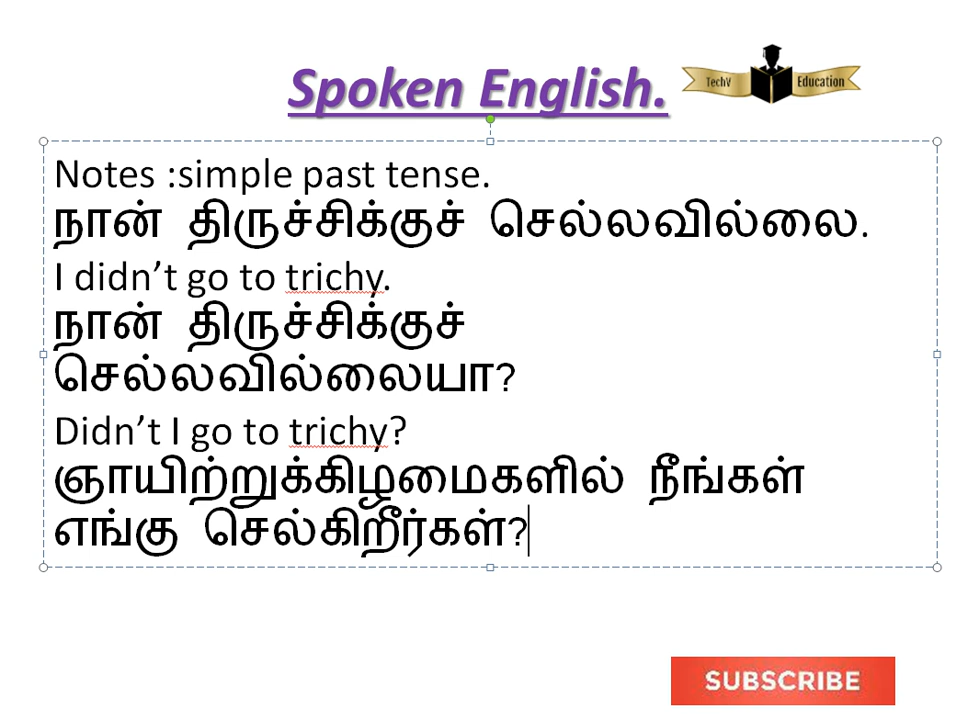 Spoken English.
TechV Education
Notes :simple past tense.
நான் திருச்சிக்குச் செல்லவில்லை.
I didn’t go to trichy.
நான் திருச்சிக்குச்
செல்லவில்லையா?
Didn’t I go to trichy?
ஞாயிற்றுக்கிழமைகளில் நீங்கள்
எங்கு செல்கிறீர்கள்?
SUBSCRIBE